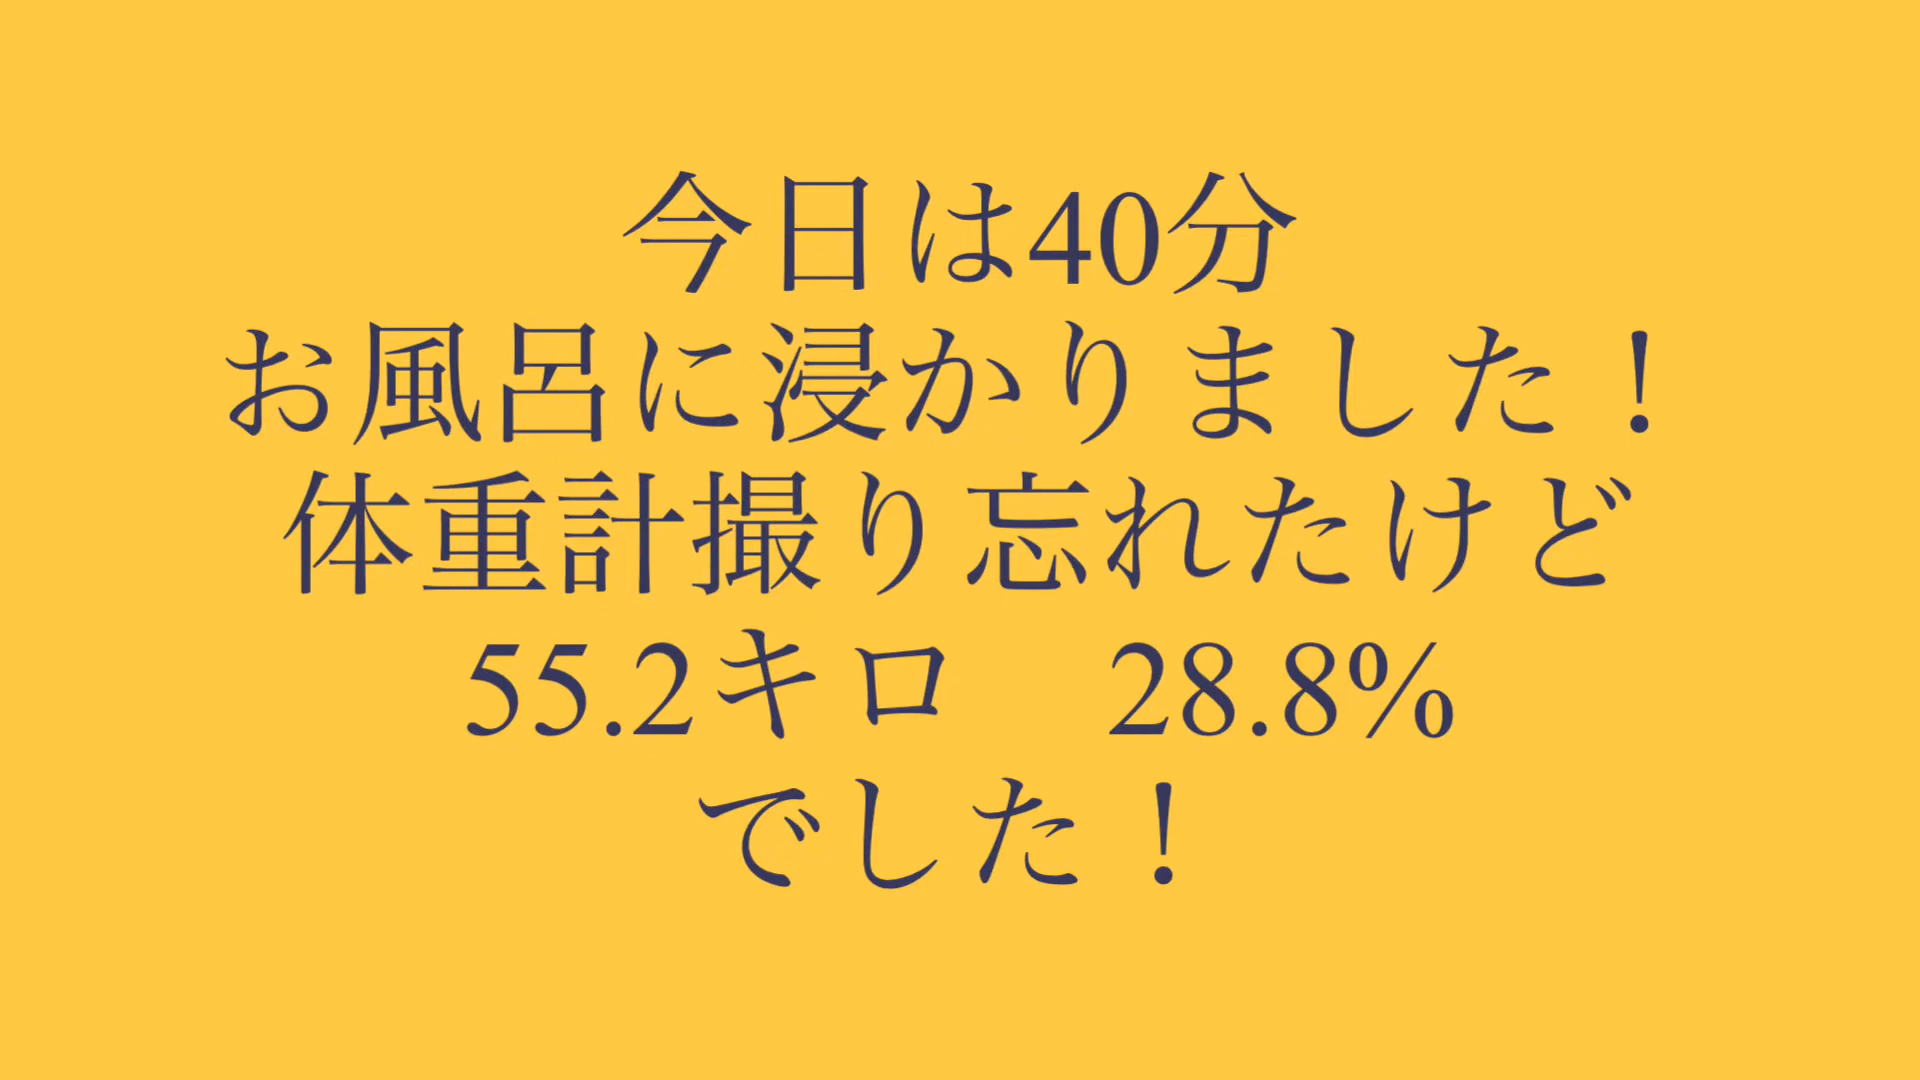 今日は40分
お風呂に浸かりました！
体重計撮り忘れたけど
55.2キロ　28.8%
でした！